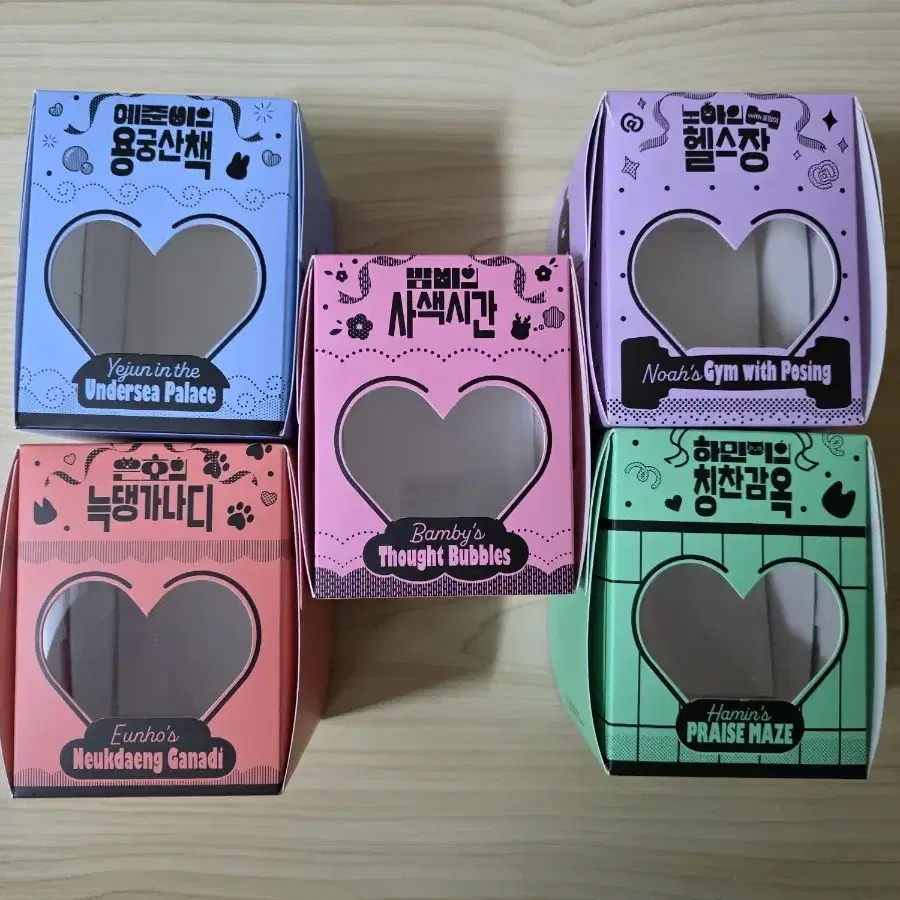 예준이의
용궁산책
Yejun in the
Undersea Palace
노아의
with 포징이
헬스장
Noah's Gym with Posing
밤비의
사색시간
Bamby's
Thought Bubbles
은호의
늑댕가나디
Eunho's
Neukdaeng Ganadi
하민이의
칭찬감옥
Hamin's
PRAISE MAZE